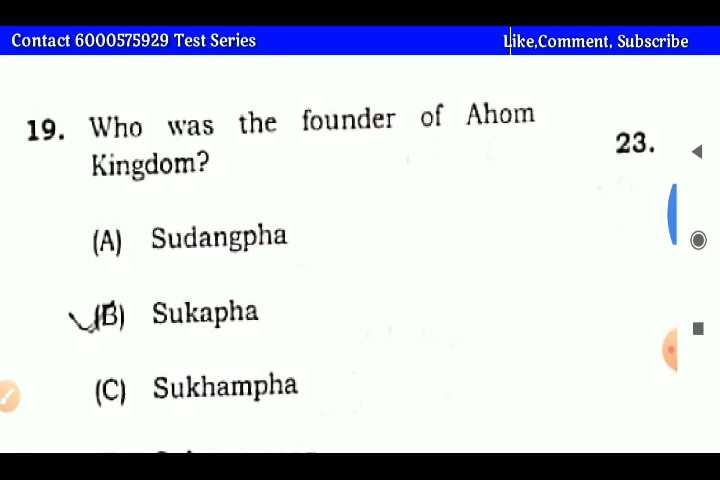 Contact 6000575929 Test Series
Like,Comment, Subscribe
19. Who was the founder of Ahom
Kingdom?
(A) Sudangpha
(B) Sukapha
(C) Sukhampha
23.